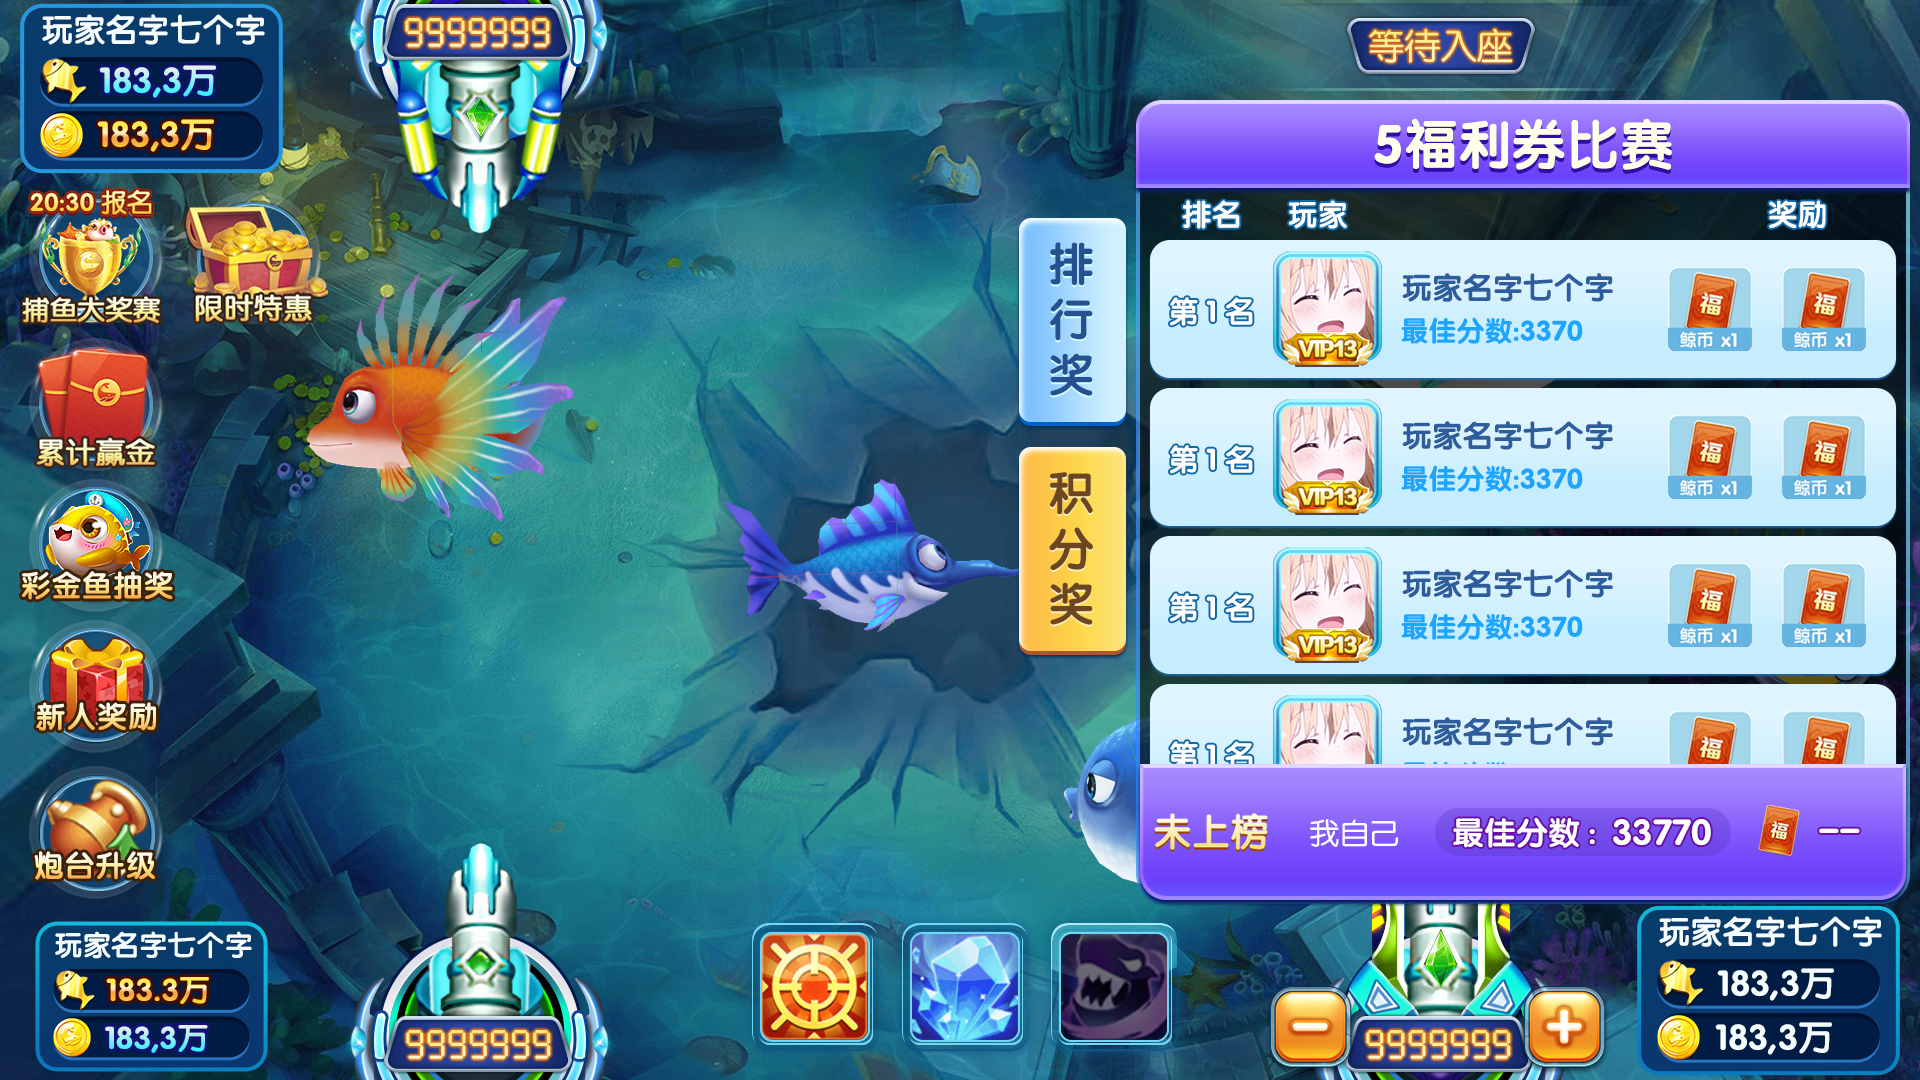 玩家名字七个字
183,3万
183,3万
9999999
等待入座
20:30 报名
捕鱼大奖赛
限时特惠
累计赢金
彩金鱼抽奖
新人奖励
炮台升级
排行奖
积分奖
5福利券比赛
排名 玩家 奖励
第1名 玩家名字七个字
最佳分数:3370
VIP13
福 福
鲸币 x1 鲸币 x1
第1名 玩家名字七个字
最佳分数:3370
VIP13
福 福
鲸币 x1 鲸币 x1
第1名 玩家名字七个字
最佳分数:3370
VIP13
福 福
鲸币 x1 鲸币 x1
第1名 玩家名字七个字
福 福
未上榜 我自己 最佳分数：33770 福 --
玩家名字七个字
183.3万
183,3万
9999999
9999999
玩家名字七个字
183,3万
183,3万